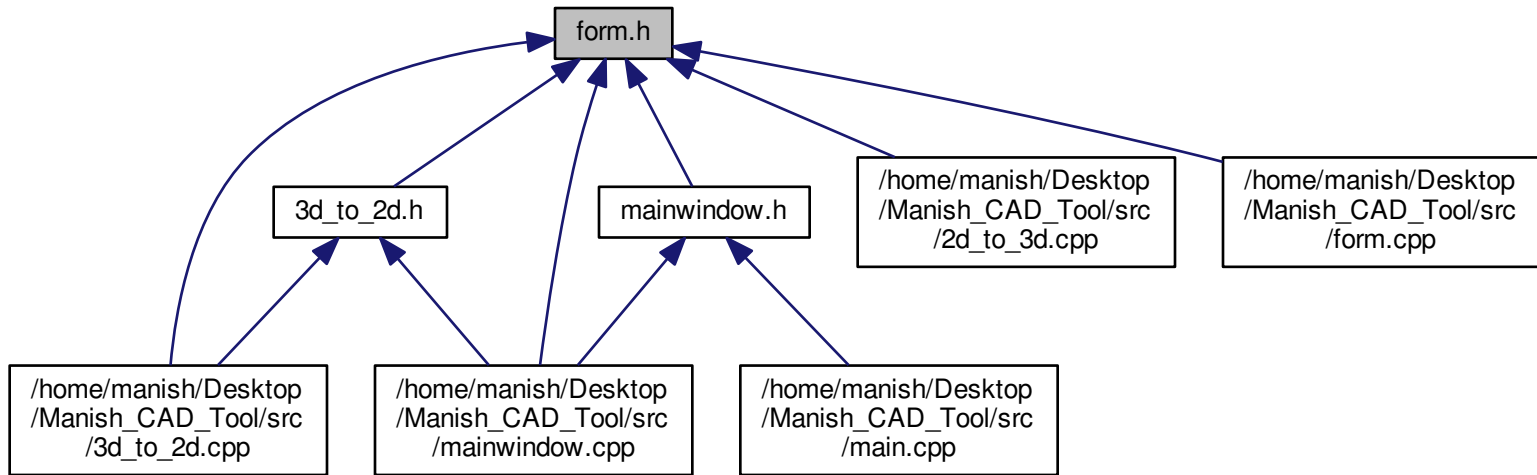 form.h
3d_to_2d.h
mainwindow.h
/home/manish/Desktop
/Manish_CAD_Tool/src
/2d_to_3d.cpp
/home/manish/Desktop
/Manish_CAD_Tool/src
/form.cpp
/home/manish/Desktop
/Manish_CAD_Tool/src
/3d_to_2d.cpp
/home/manish/Desktop
/Manish_CAD_Tool/src
/mainwindow.cpp
/home/manish/Desktop
/Manish_CAD_Tool/src
/main.cpp